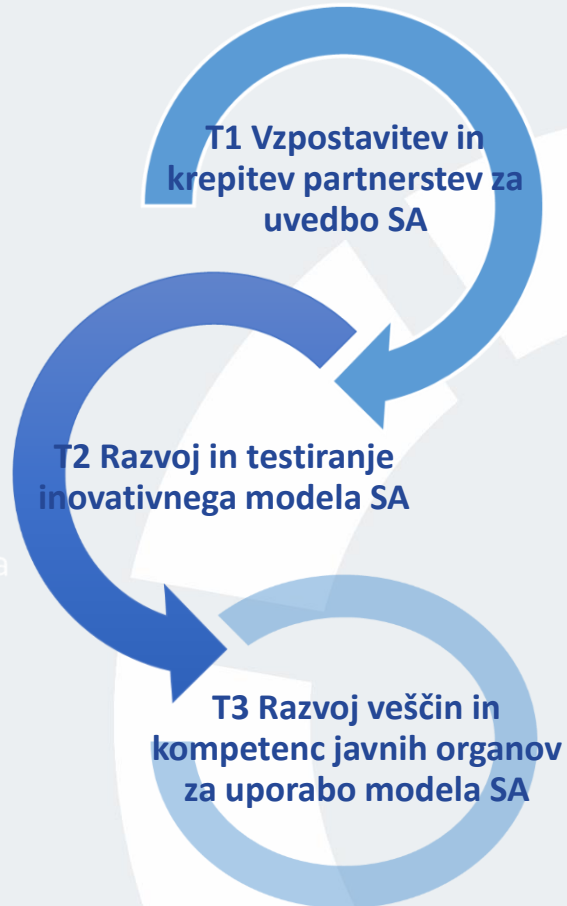 T1 Vzpostavitev in
krepitev partnerstev za
uvedbo SA
T2 Razvoj in testiranje
inovativnega modela SA
a
T3 Razvoj veščin in
kompetenc javnih organov
za uporabo modela SA